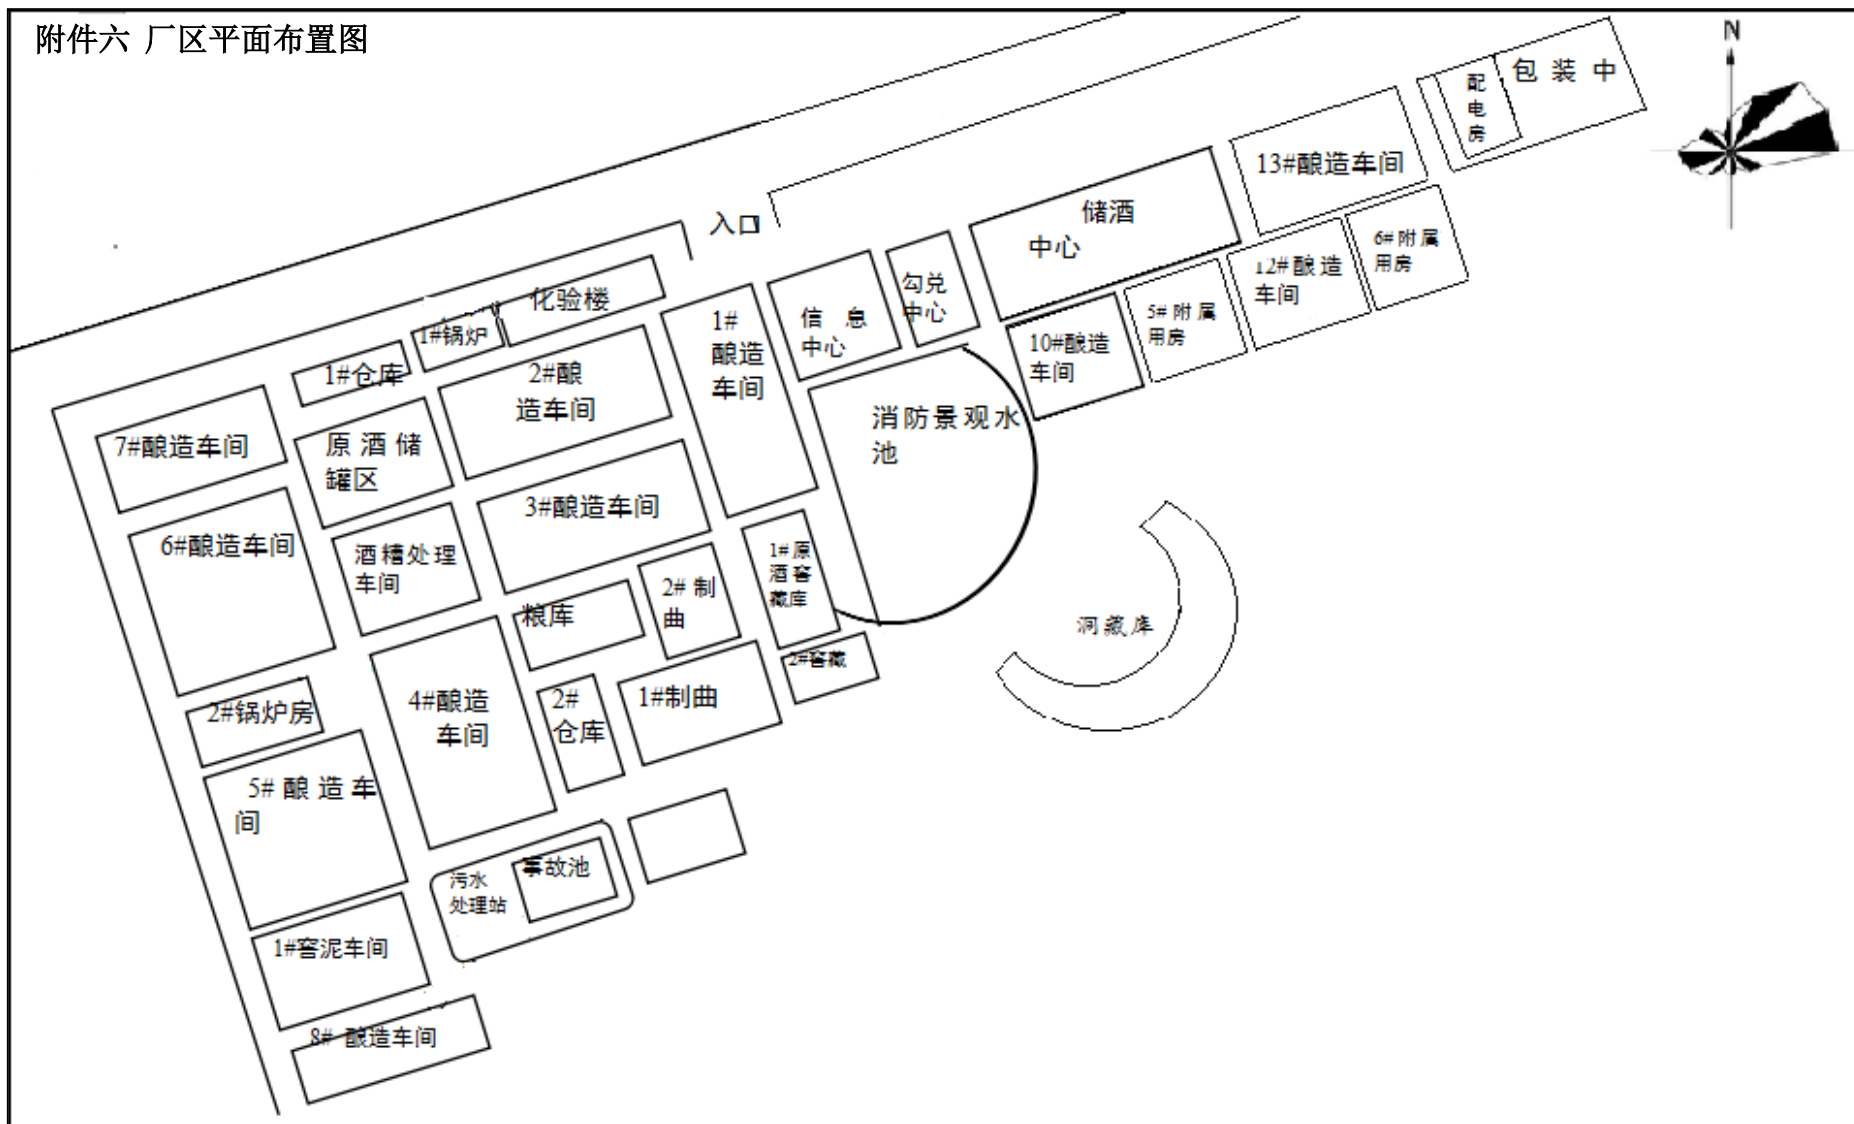 附件六 厂区平面布置图
N
包 装 中
配
电
房
13#酿造车间
入口
储酒
中心
6# 附 属
用房
12# 酿 造
车间
5# 附 属
用房
10#酿造
车间
勾兑
中心
信 息
中心
1#
酿造
车间
化验楼
1#锅炉
1#仓库
2#酿
造车间
7#酿造车间
原 酒 储
罐区
消防景观水
池
3#酿造车间
6#酿造车间
酒糟处理
车间
1# 原
酒 窖
藏库
2# 制
曲
粮库
洞藏库
2#窖藏
1#制曲
2#
仓库
4#酿造
车间
2#锅炉房
5# 酿 造 车
间
事故池
污水
处理站
1#窖泥车间
8# 酿造车间